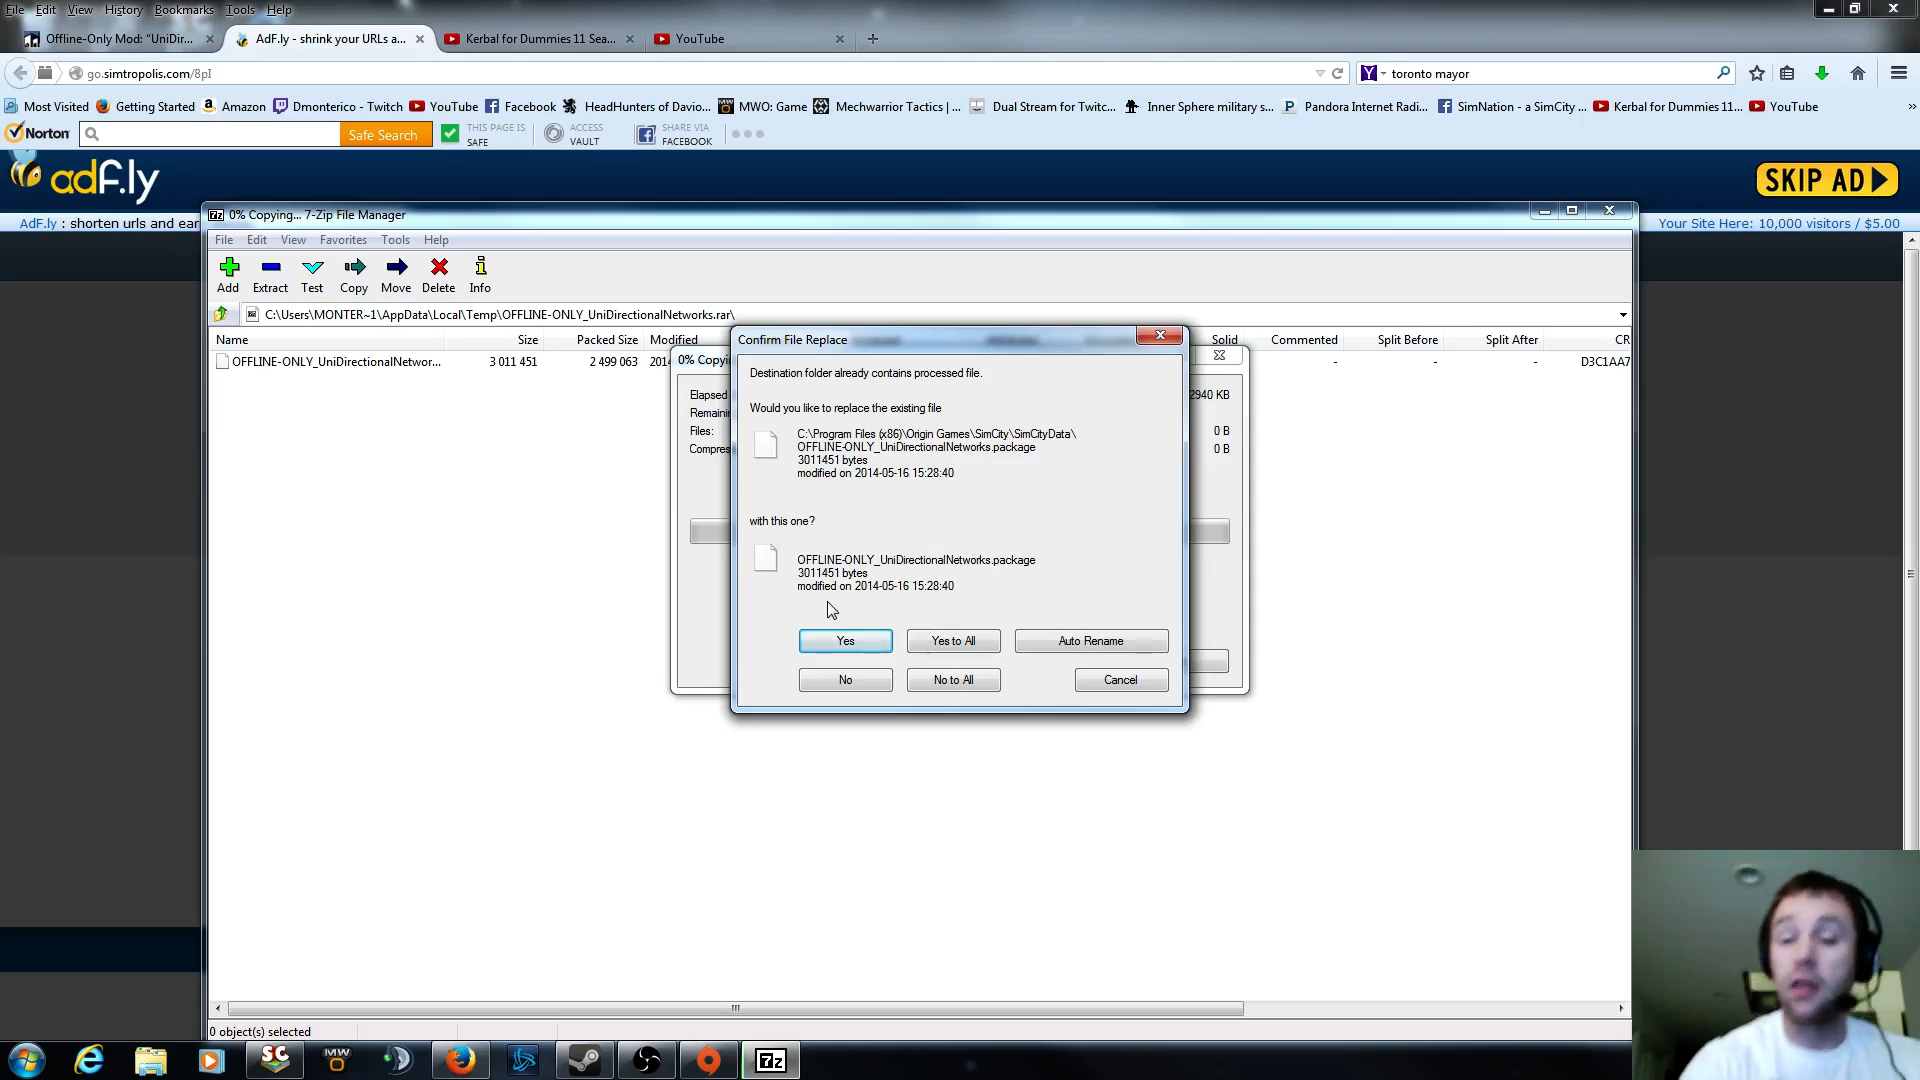 File Edit View History Bookmarks Tools Help
Offline-Only Mod: "UniDir...
AdF.ly - shrink your URLs a...
Kerbal for Dummies 11 Sea...
YouTube
go.simtropolis.com/8pI
toronto mayor
Most Visited Getting Started Amazon Dmonterico - Twitch YouTube Facebook HeadHunters of Davio... MWO: Game Mechwarrior Tactics | ... Dual Stream for Twitc... Inner Sphere military s... Pandora Internet Radi... SimNation - a SimCity ... Kerbal for Dummies 11... YouTube
Norton Safe Search THIS PAGE IS SAFE ACCESS VAULT SHARE VIA FACEBOOK
adf.ly
SKIP AD
AdF.ly : shorten urls and ear
Your Site Here: 10,000 visitors / $5.00
7z 0% Copying... 7-Zip File Manager
File Edit View Favorites Tools Help
Add Extract Test Copy Move Delete Info
C:\Users\MONTER~1\AppData\Local\Temp\OFFLINE-ONLY_UniDirectionalNetworks.rar\
Name Size Packed Size Modified Solid Commented Split Before Split After CR
OFFLINE-ONLY_UniDirectionalNetwor... 3 011 451 2 499 063 201 - - - D3C1AA7
0% Copyi
Elapsed 2940 KB
Remainin
Files: 0 B
Compres 0 B
Confirm File Replace
Destination folder already contains processed file.
Would you like to replace the existing file
C:\Program Files (x86)\Origin Games\SimCity\SimCityData\
OFFLINE-ONLY_UniDirectionalNetworks.package
3011451 bytes
modified on 2014-05-16 15:28:40
with this one?
OFFLINE-ONLY_UniDirectionalNetworks.package
3011451 bytes
modified on 2014-05-16 15:28:40
Yes Yes to All Auto Rename
No No to All Cancel
0 object(s) selected
SC MW 7z